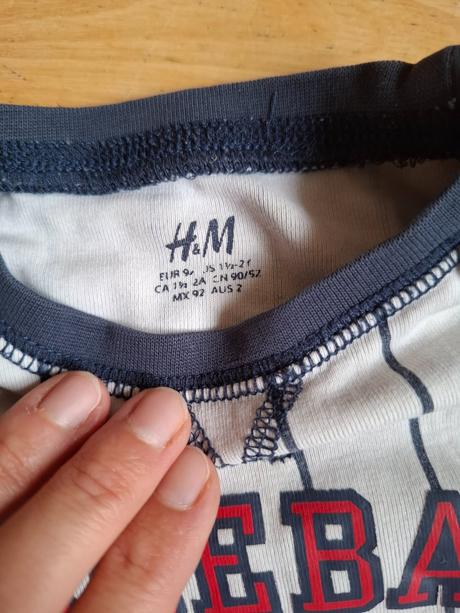 H&M
EUR 92 US 1½-2Y
CA 1½ 2A CN 90/52
MX 92 AUS 2
EBA